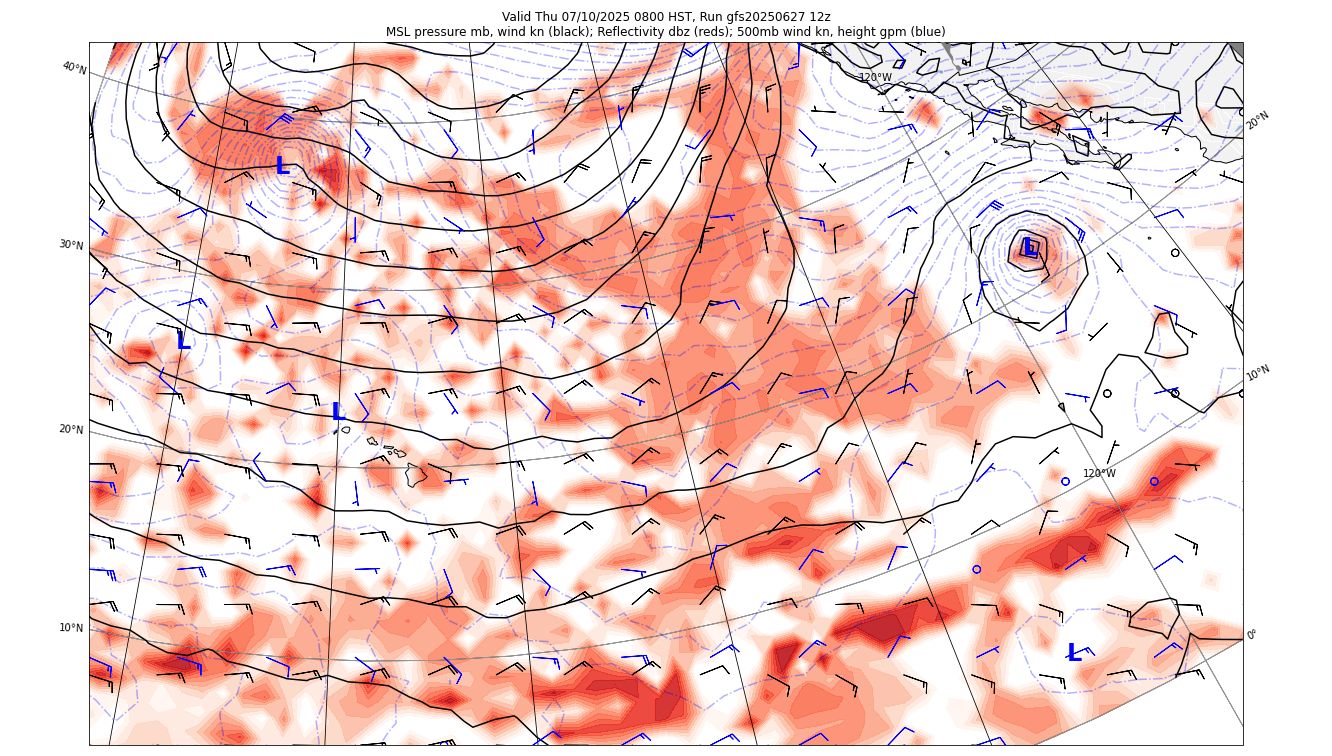 Valid Thu 07/10/2025 0800 HST, Run gfs20250627 12z
MSL pressure mb, wind kn (black); Reflectivity dbz (reds); 500mb wind kn, height gpm (blue)
40°N
120°W
20°N
L
30°N
L
L
10°N
L
20°N
120°W
10°N
0°
L